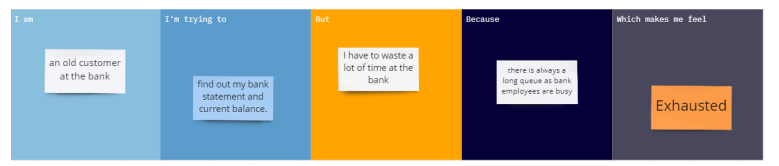 I am
an old customer
at the bank
I'm trying to
find out my bank
statement and
current balance.
But
I have to waste a
lot of time at the
bank
Because
there is always a
long queue as bank
employees are busy
Which makes me feel
Exhausted